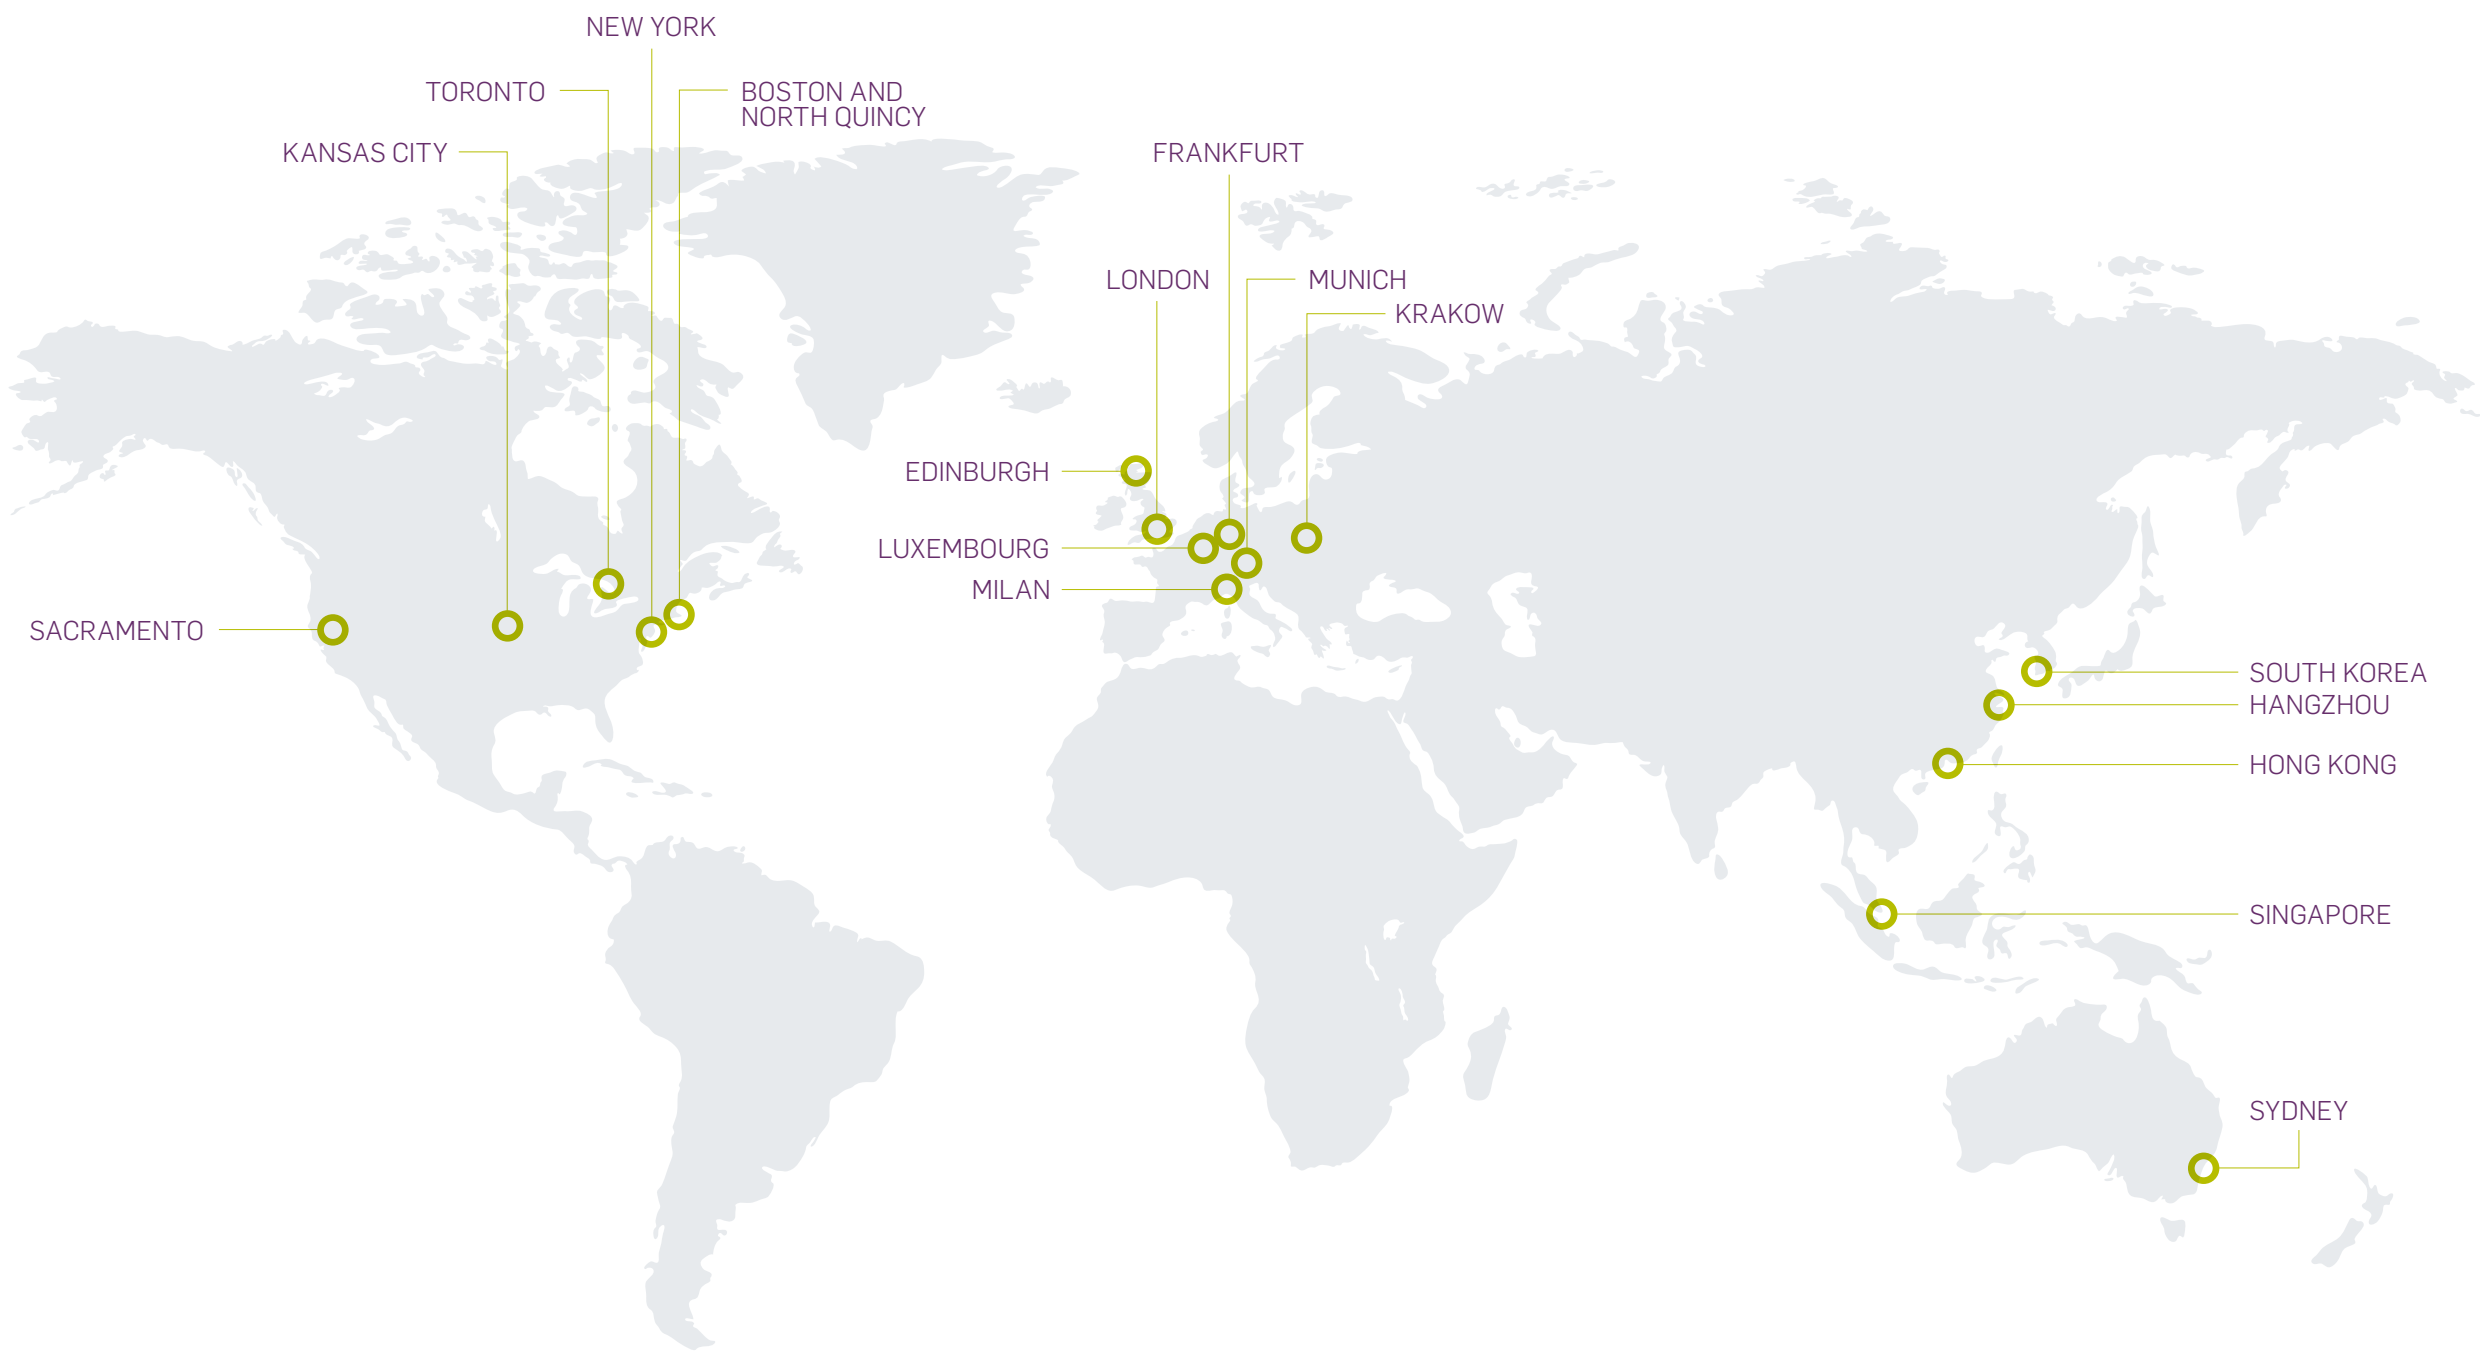 NEW YORK
TORONTO
BOSTON AND
NORTH QUINCY
KANSAS CITY
FRANKFURT
LONDON
MUNICH
KRAKOW
EDINBURGH
LUXEMBOURG
MILAN
SACRAMENTO
SOUTH KOREA
HANGZHOU
HONG KONG
SINGAPORE
SYDNEY